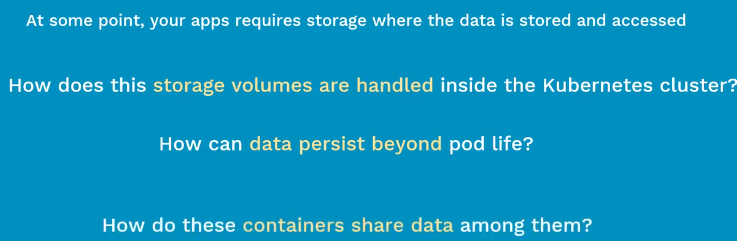 At some point, your apps requires storage where the data is stored and accessed
How does this storage volumes are handled inside the Kubernetes cluster?
How can data persist beyond pod life?
How do these containers share data among them?